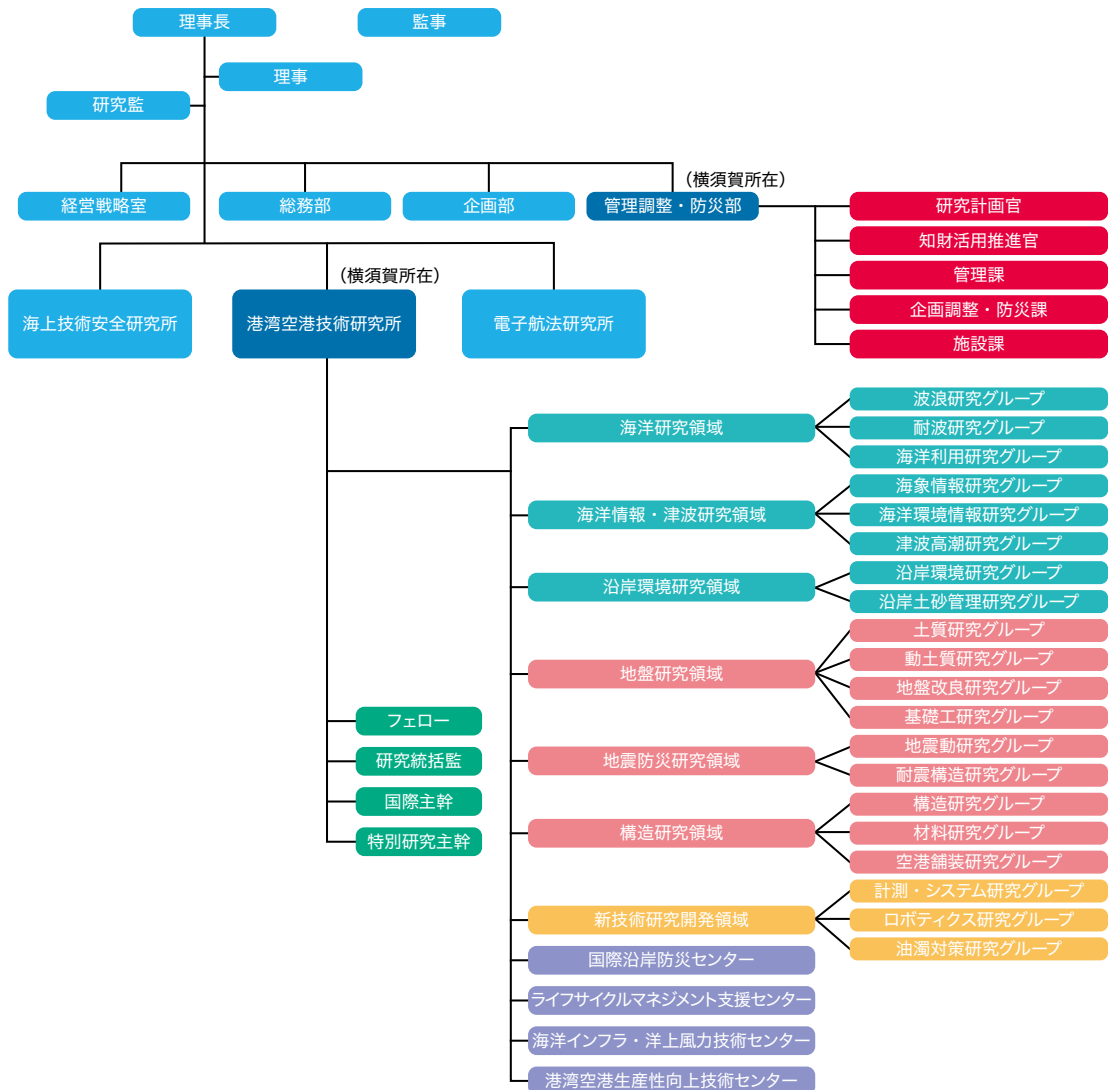 理事長
監事
理事
研究監
経営戦略室
総務部
企画部
（横須賀所在）
管理調整・防災部
研究計画官
知財活用推進官
管理課
企画調整・防災課
施設課
海上技術安全研究所
（横須賀所在）
港湾空港技術研究所
電子航法研究所
フェロー
研究統括監
国際主幹
特別研究主幹
海洋研究領域
波浪研究グループ
耐波研究グループ
海洋利用研究グループ
海洋情報・津波研究領域
海象情報研究グループ
海洋環境情報研究グループ
津波高潮研究グループ
沿岸環境研究領域
沿岸環境研究グループ
沿岸土砂管理研究グループ
地盤研究領域
土質研究グループ
動土質研究グループ
地盤改良研究グループ
基礎工研究グループ
地震防災研究領域
地震動研究グループ
耐震構造研究グループ
構造研究領域
構造研究グループ
材料研究グループ
空港舗装研究グループ
新技術研究開発領域
計測・システム研究グループ
ロボティクス研究グループ
油濁対策研究グループ
国際沿岸防災センター
ライフサイクルマネジメント支援センター
海洋インフラ・洋上風力技術センター
港湾空港生産性向上技術センター